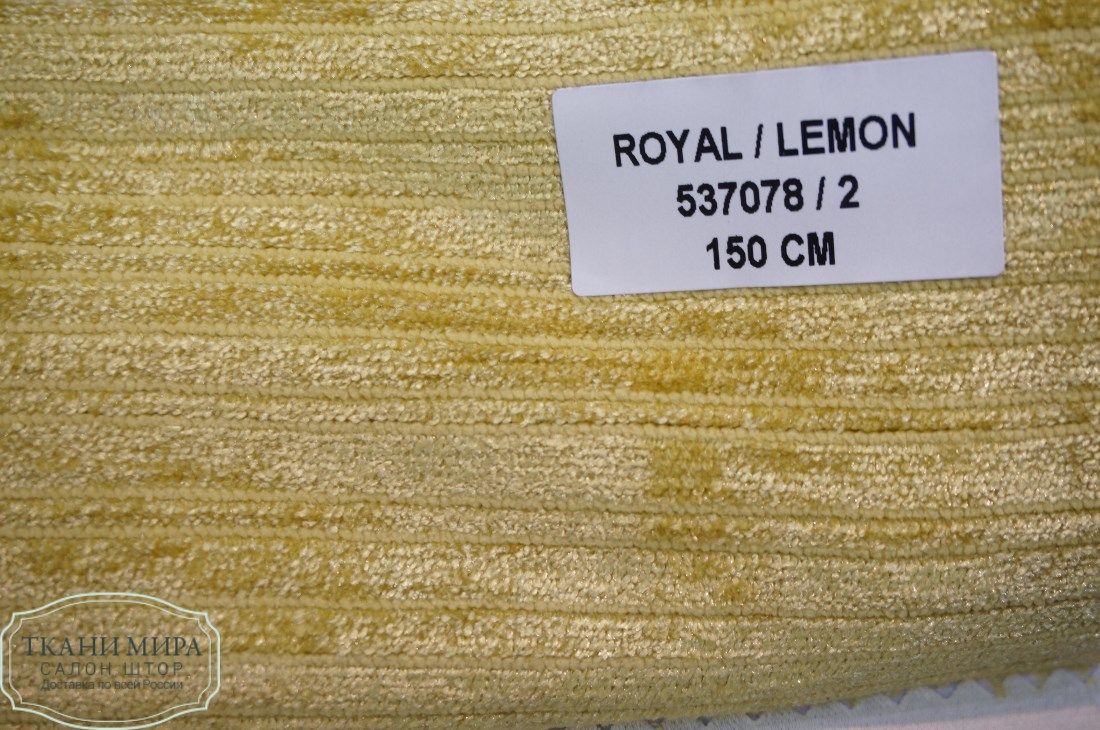 ROYAL / LEMON
537078 / 2
150 CM
ТКАНИ МИРА
САЛОН ШТОР
Доставка по всей России